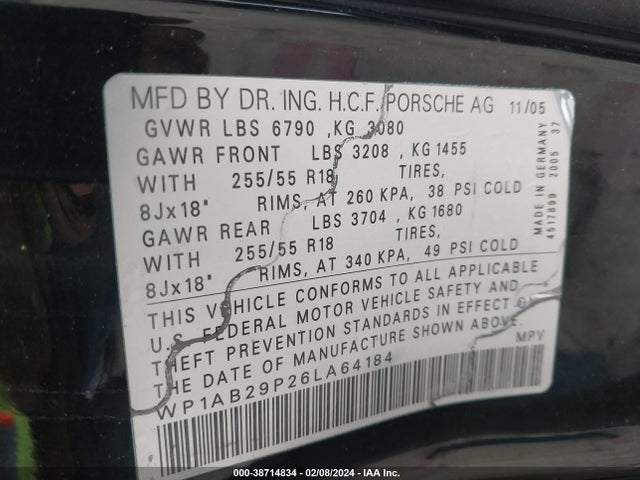 MFD BY DR. ING. H.C.F. PORSCHE AG 11/05
GVWR LBS 6790 ,KG 3080
GAWR FRONT LBS 3208 , KG 1455
WITH 255/55 R18 TIRES,
8Jx18" RIMS, AT 260 KPA, 38 PSI COLD
GAWR REAR LBS 3704 , KG 1680
WITH 255/55 R18 TIRES,
8Jx18" RIMS, AT 340 KPA, 49 PSI COLD
THIS VEHICLE CONFORMS TO ALL APPLICABLE
U.S. FEDERAL MOTOR VEHICLE SAFETY AND
THEFT PREVENTION STANDARDS IN EFFECT ON
THE DATE OF MANUFACTURE SHOWN ABOVE.
WP1AB29P26LA64184 MPV
MADE IN GERMANY
4517899 2005 37
000-38714834 - 02/08/2024 - IAA Inc.